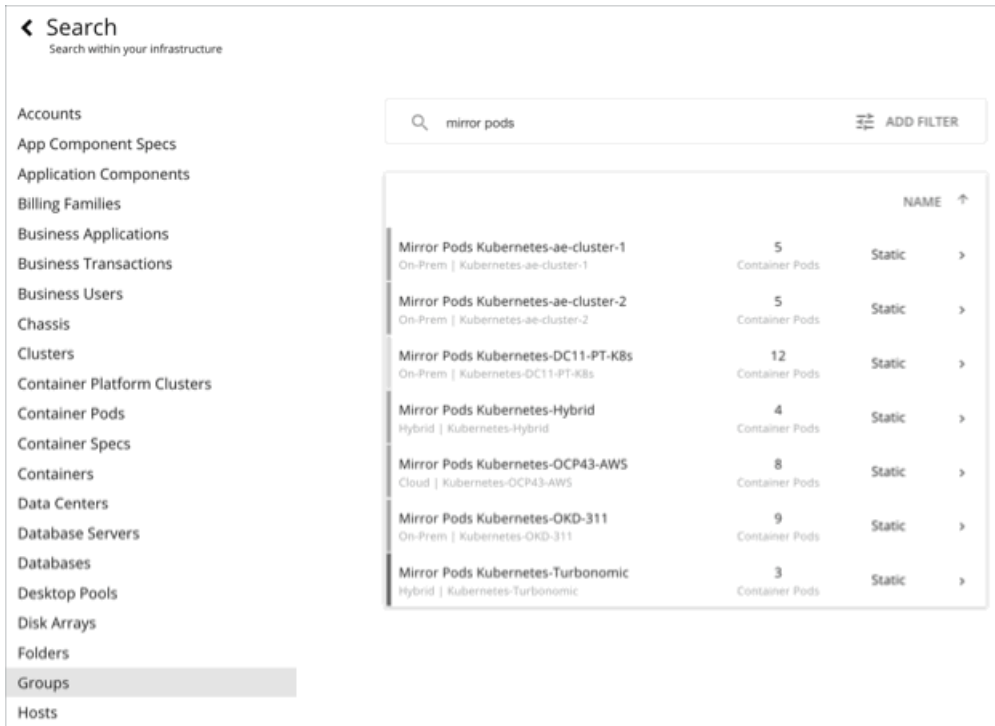 Search
Search within your infrastructure
Accounts
App Component Specs
Application Components
Billing Families
Business Applications
Business Transactions
Business Users
Chassis
Clusters
Container Platform Clusters
Container Pods
Container Specs
Containers
Data Centers
Database Servers
Databases
Desktop Pools
Disk Arrays
Folders
Groups
Hosts
mirror pods ADD FILTER
NAME
Mirror Pods Kubernetes-ae-cluster-1 5 Static
On-Prem | Kubernetes-ae-cluster-1 Container Pods
Mirror Pods Kubernetes-ae-cluster-2 5 Static
On-Prem | Kubernetes-ae-cluster-2 Container Pods
Mirror Pods Kubernetes-DC11-PT-K8s 12 Static
On-Prem | Kubernetes-DC11-PT-K8s Container Pods
Mirror Pods Kubernetes-Hybrid 4 Static
Hybrid | Kubernetes-Hybrid Container Pods
Mirror Pods Kubernetes-OCP43-AWS 8 Static
Cloud | Kubernetes-OCP43-AWS Container Pods
Mirror Pods Kubernetes-OKD-311 9 Static
On-Prem | Kubernetes-OKD-311 Container Pods
Mirror Pods Kubernetes-Turbonomic 3 Static
Hybrid | Kubernetes-Turbonomic Container Pods